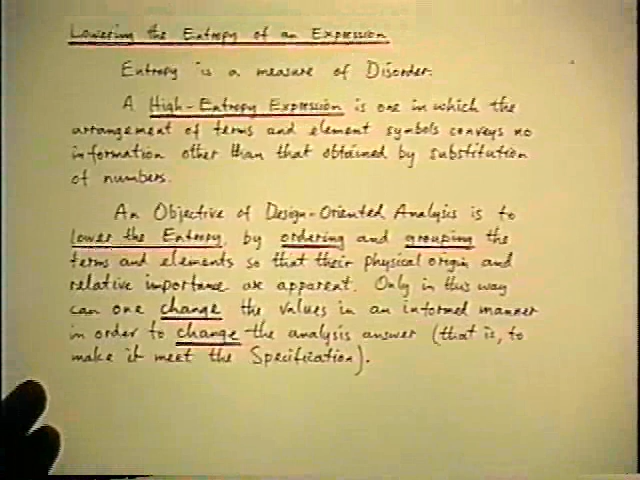 Lowering the Entropy of an Expression
Entropy is a measure of Disorder.
A High-Entropy Expression is one in which the
arrangement of terms and element symbols conveys no
information other than that obtained by substitution
of numbers.
An Objective of Design-Oriented Analysis is to
lower the Entropy, by ordering and grouping the
terms and elements so that their physical origin and
relative importance are apparent. Only in this way
can one change the values in an informed manner
in order to change the analysis answer (that is, to
make it meet the Specification).